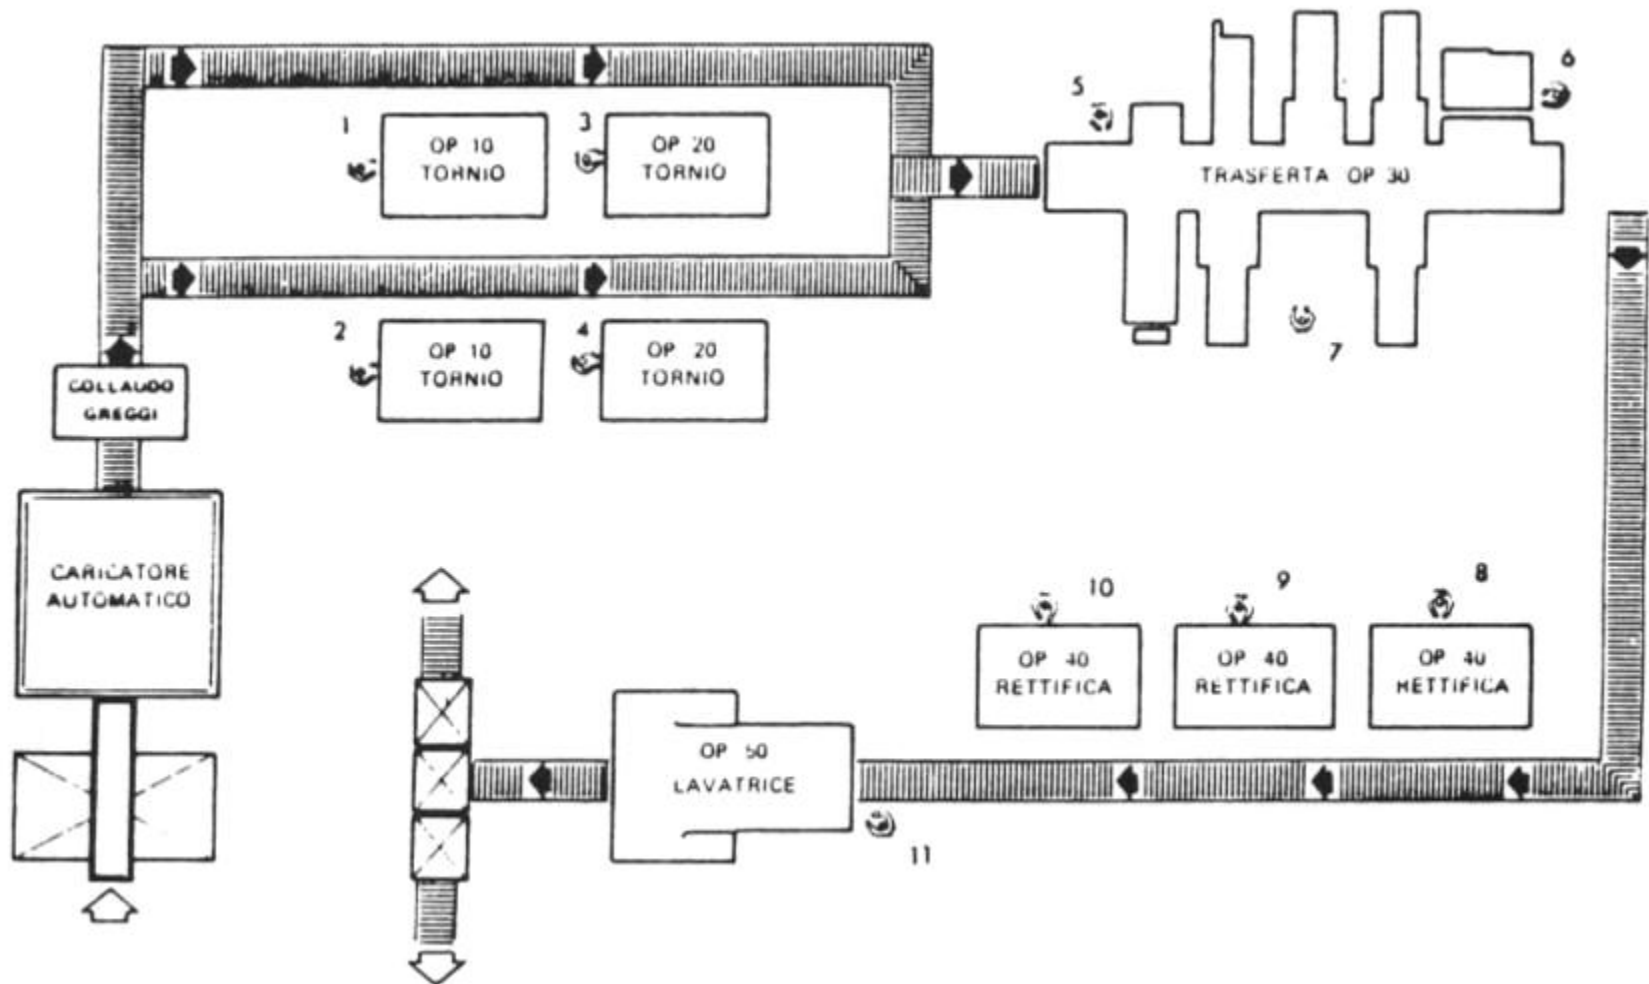 1
OP 10
TORNIO
3
OP 20
TORNIO
5
6
TRASFERTA OP 30
7
2
OP 10
TORNIO
4
OP 20
TORNIO
COLLAUDO
GREGGI
CARICATORE
AUTOMATICO
10
OP 40
RETTIFICA
9
OP 40
RETTIFICA
8
OP 40
RETTIFICA
OP 50
LAVATRICE
11